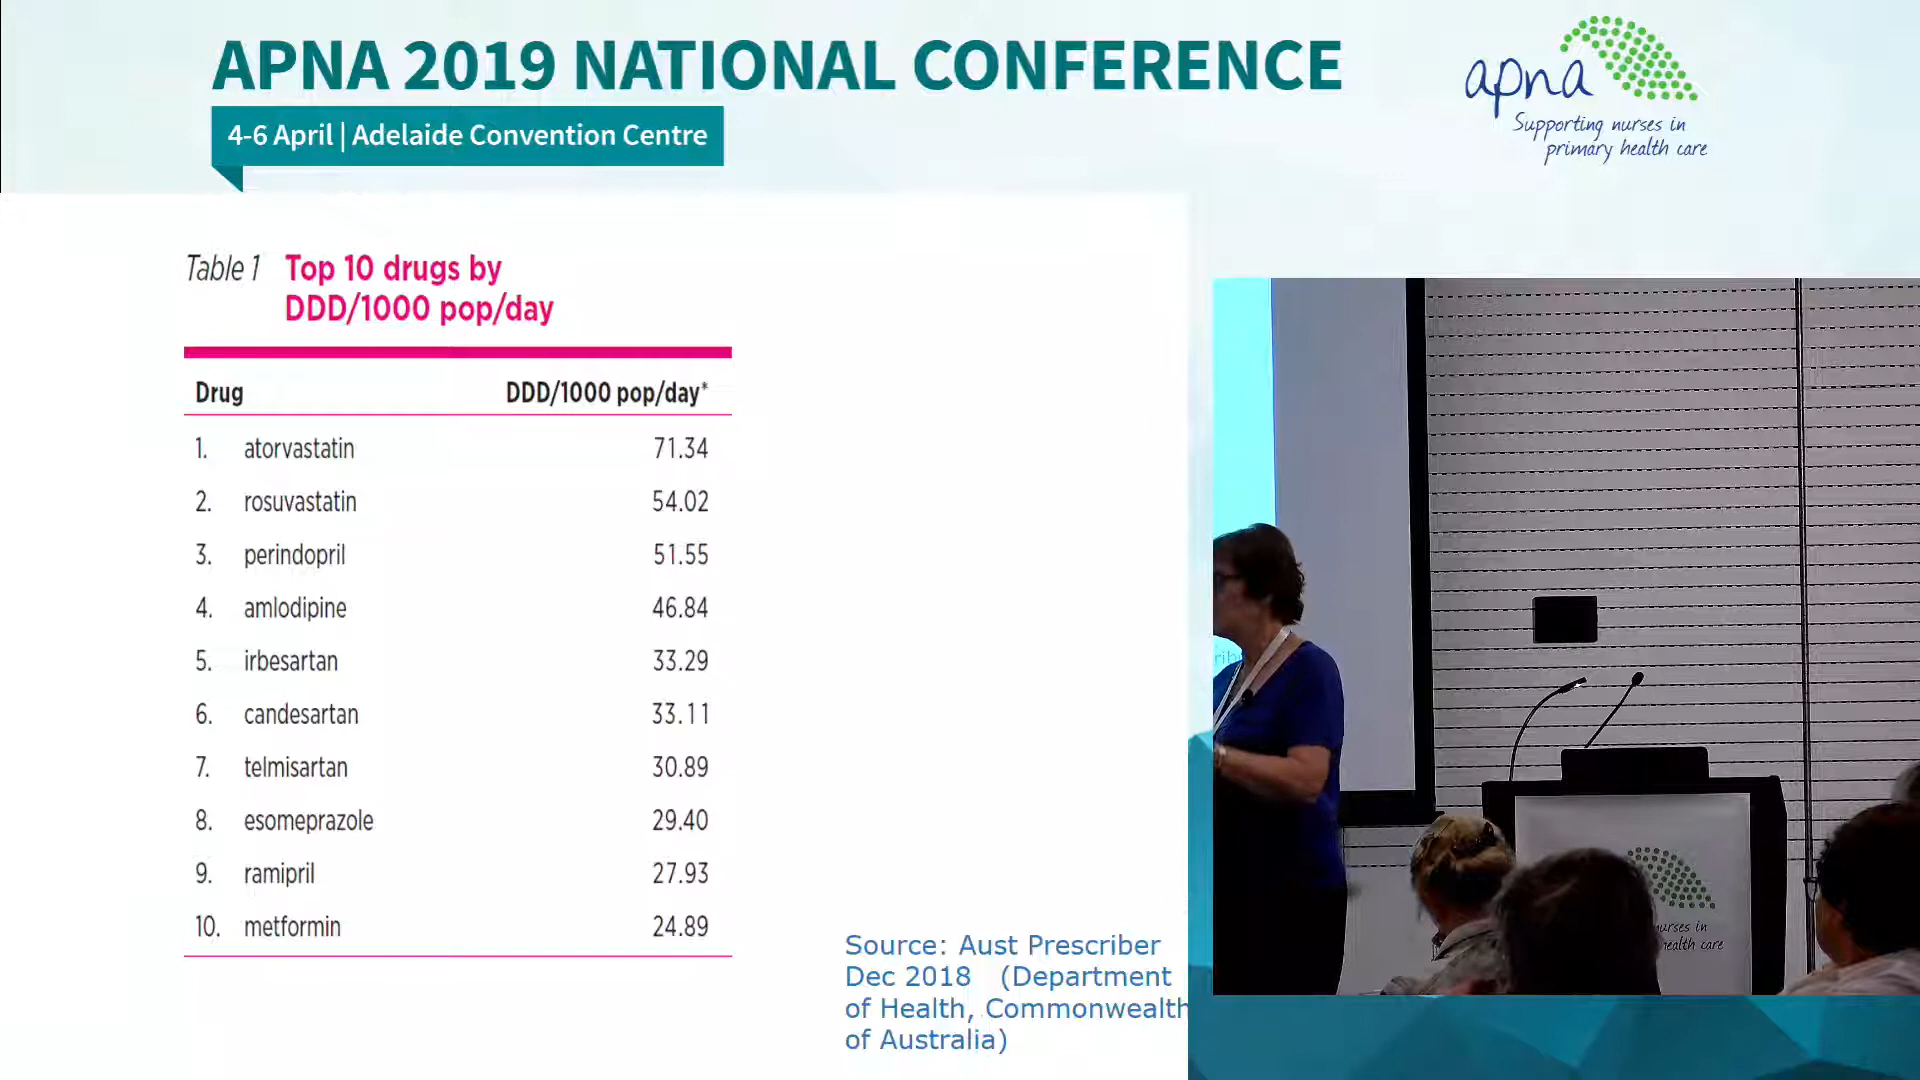 APNA 2019 NATIONAL CONFERENCE
4-6 April | Adelaide Convention Centre
apna
Supporting nurses in
primary health care
Table 1 Top 10 drugs by
DDD/1000 pop/day
Drug DDD/1000 pop/day*
1. atorvastatin 71.34
2. rosuvastatin 54.02
3. perindopril 51.55
4. amlodipine 46.84
5. irbesartan 33.29
6. candesartan 33.11
7. telmisartan 30.89
8. esomeprazole 29.40
9. ramipril 27.93
10. metformin 24.89
Source: Aust Prescriber
Dec 2018 (Department
of Health, Commonwealth
of Australia)
nurses in
health care